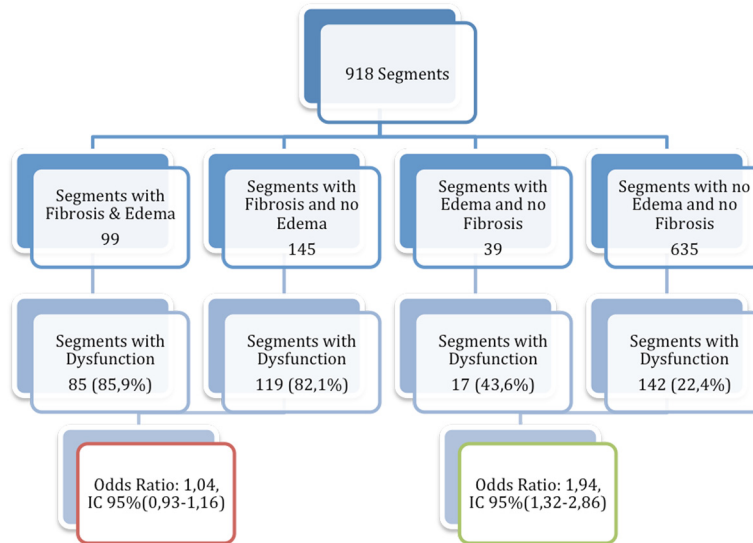 918 Segments
Segments with
Fibrosis & Edema
99
Segments with
Fibrosis and no
Edema
145
Segments with
Edema and no
Fibrosis
39
Segments with no
Edema and no
Fibrosis
635
Segments with
Dysfunction
85 (85,9%)
Segments with
Dysfunction
119 (82,1%)
Segments with
Dysfunction
17 (43,6%)
Segments with
Dysfunction
142 (22,4%)
Odds Ratio: 1,04,
IC 95%(0,93-1,16)
Odds Ratio: 1,94,
IC 95%(1,32-2,86)